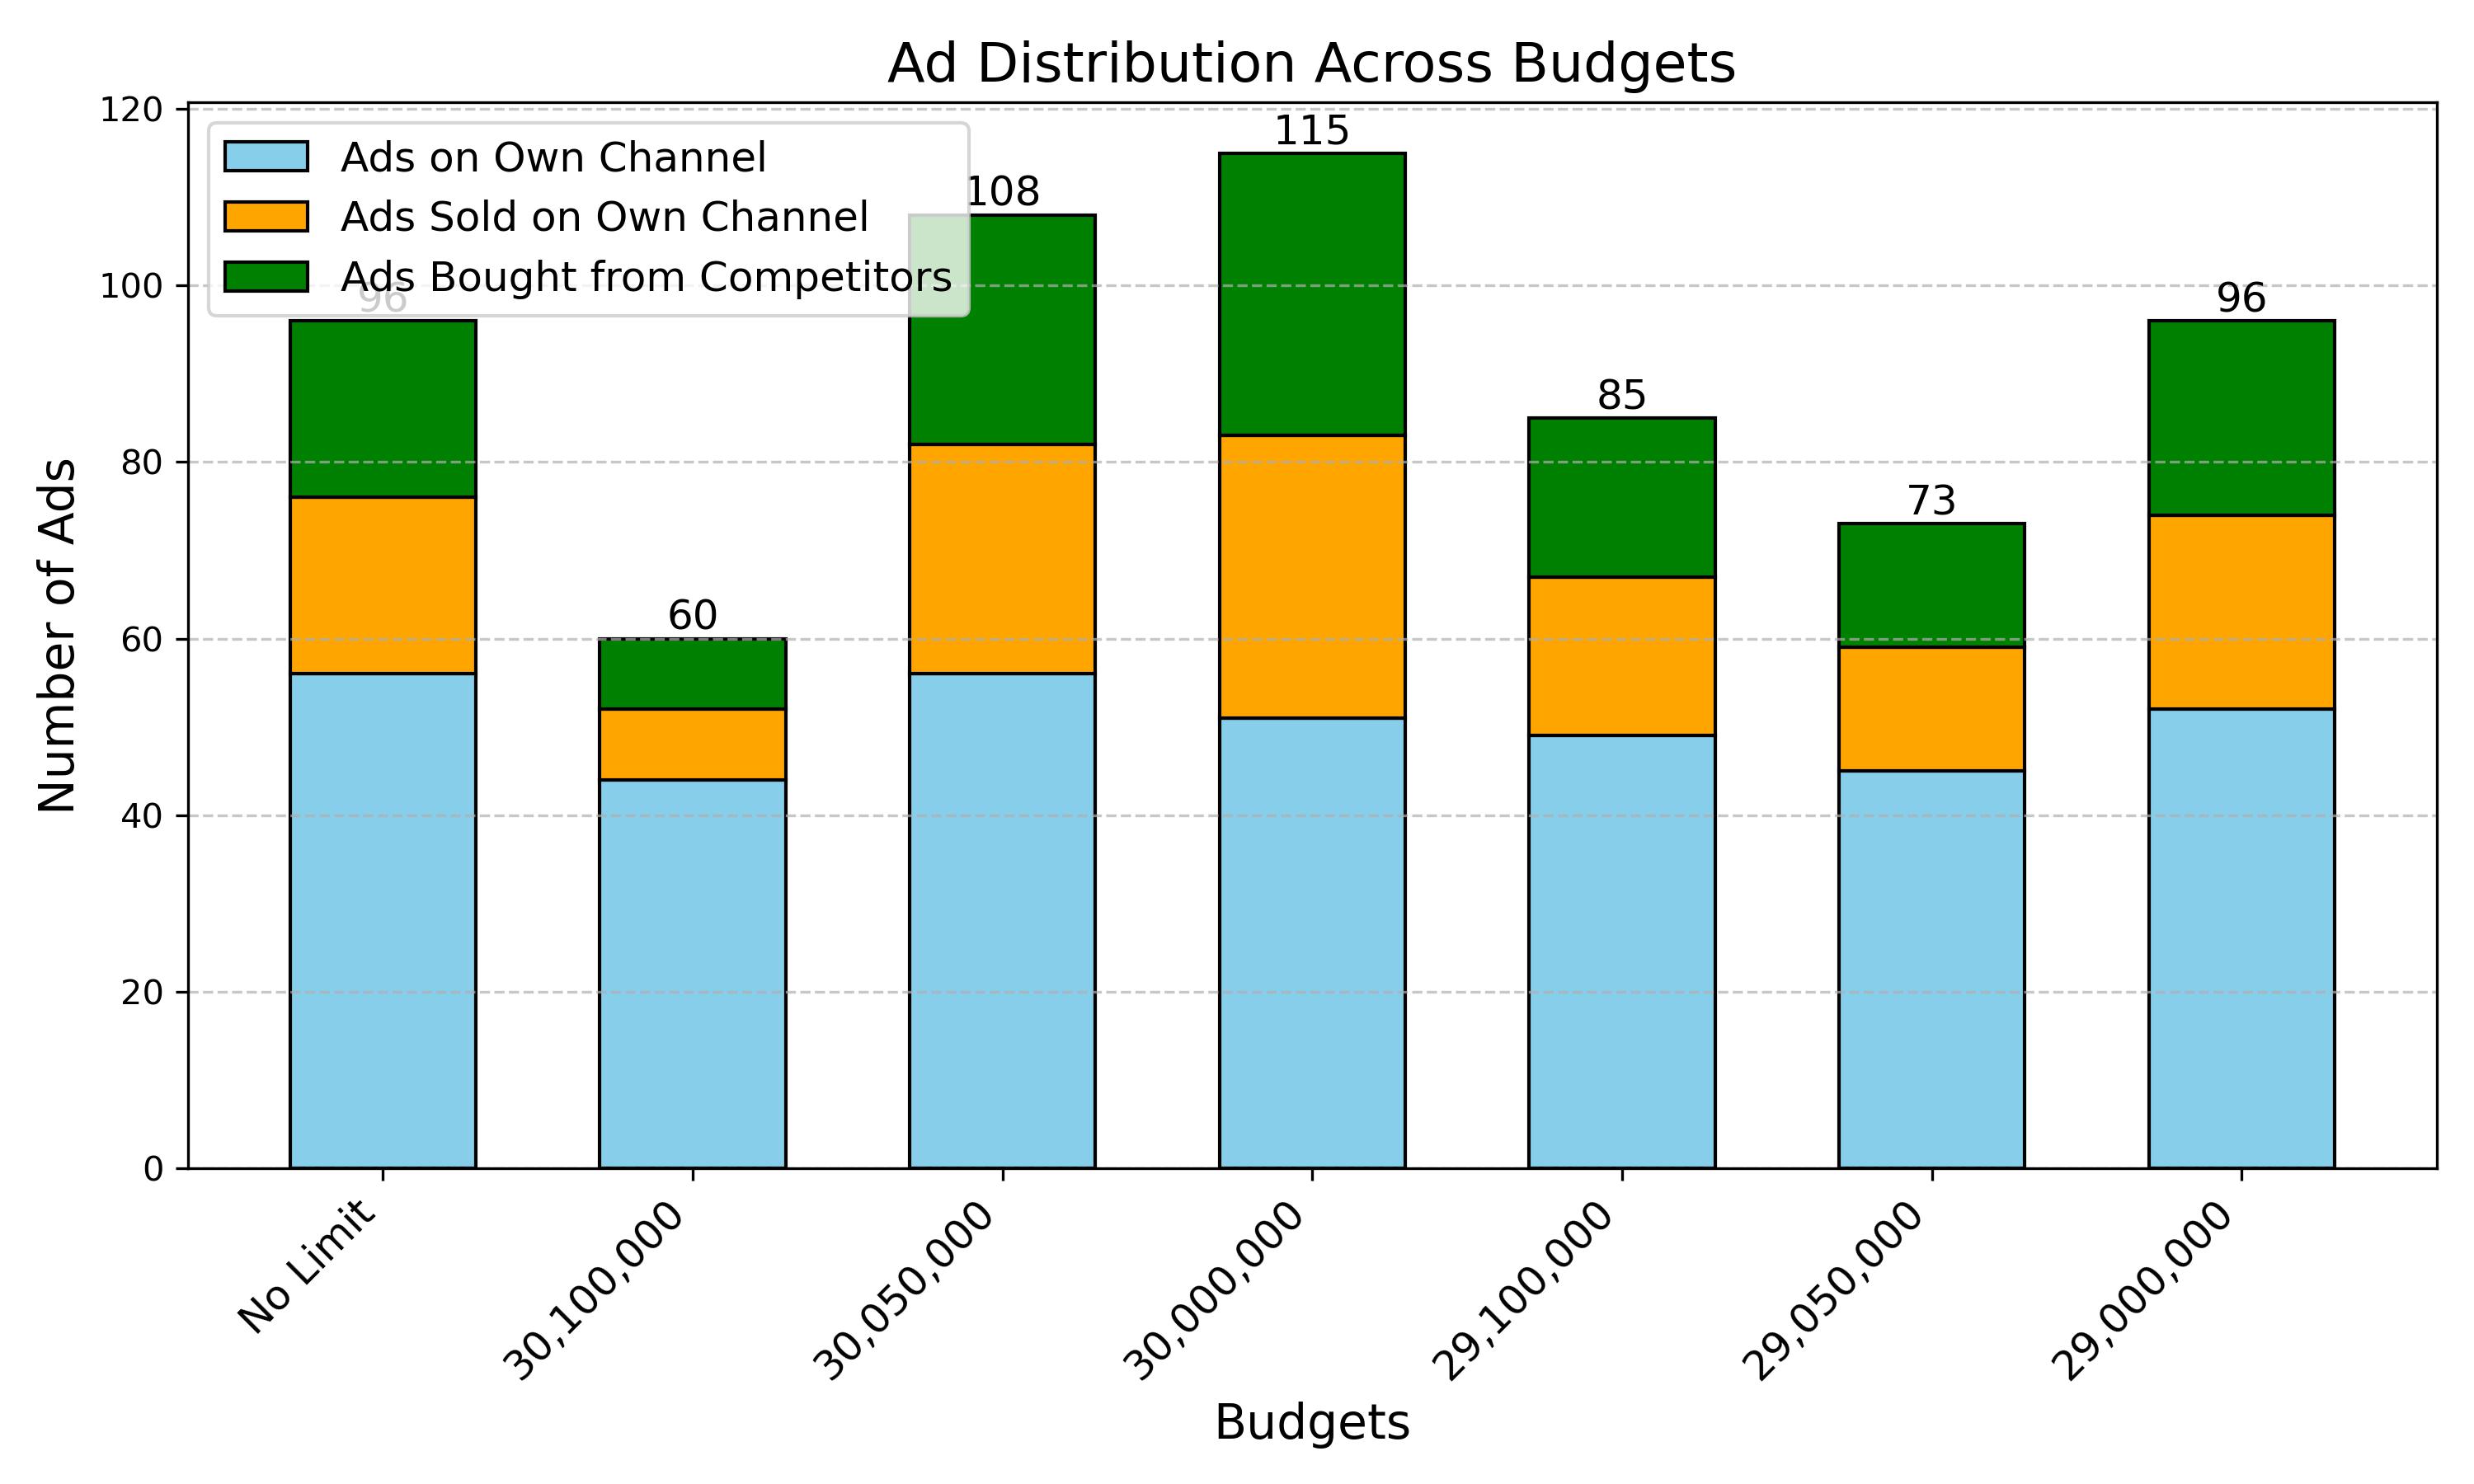 Ad Distribution Across Budgets
Number of Ads
120
100
80
60
40
20
0
Ads on Own Channel
Ads Sold on Own Channel
Ads Bought from Competitors
96
60
108
115
85
73
96
No Limit
30,100,000
30,050,000
30,000,000
29,100,000
29,050,000
29,000,000
Budgets